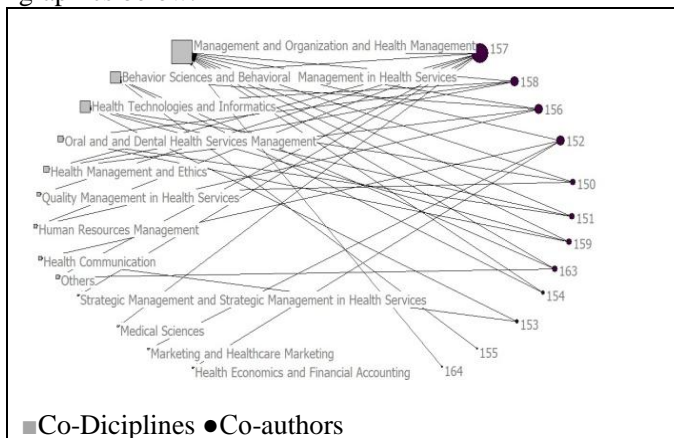 Management and Organization and Health Management
157
Behavior Sciences and Behavioral Management in Health Services
158
Health Technologies and Informatics
156
Oral and and Dental Health Services Management
152
Health Management and Ethics
150
Quality Management in Health Services
151
Human Resources Management
159
Health Communication
163
Others
154
Strategic Management and Strategic Management in Health Services
153
Medical Sciences
Marketing and Healthcare Marketing
155
Health Economics and Financial Accounting
164
Co-Diciplines ●Co-authors